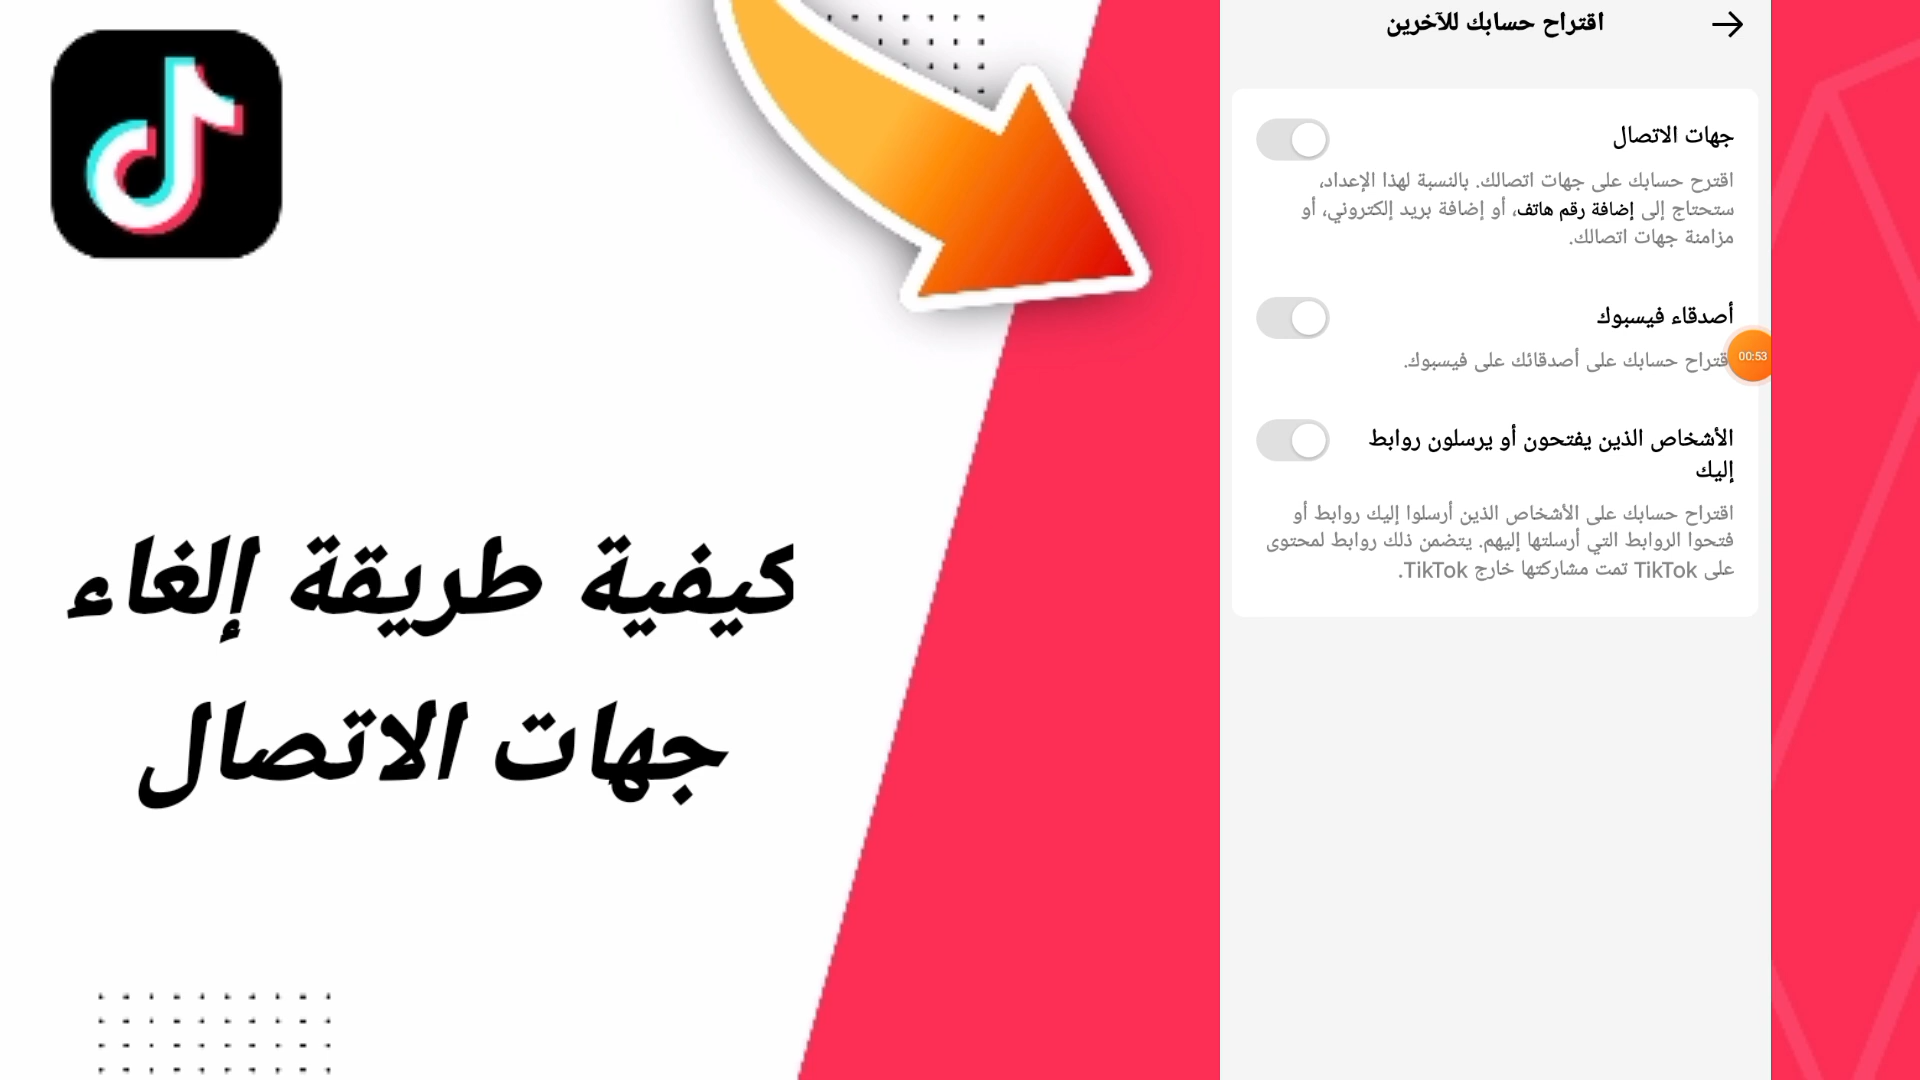 كيفية طريقة إلغاء
جهات الاتصال
اقتراح حسابك للآخرين
جهات الاتصال
اقترح حسابك على جهات اتصالك. بالنسبة لهذا الإعداد،
ستحتاج إلى إضافة رقم هاتف، أو إضافة بريد إلكتروني، أو
مزامنة جهات اتصالك.
أصدقاء فيسبوك
قتراح حسابك على أصدقائك على فيسبوك.
00:53
الأشخاص الذين يفتحون أو يرسلون روابط
إليك
اقتراح حسابك على الأشخاص الذين أرسلوا إليك روابط أو
فتحوا الروابط التي أرسلتها إليهم. يتضمن ذلك روابط لمحتوى
على TikTok تمت مشاركتها خارج TikTok.